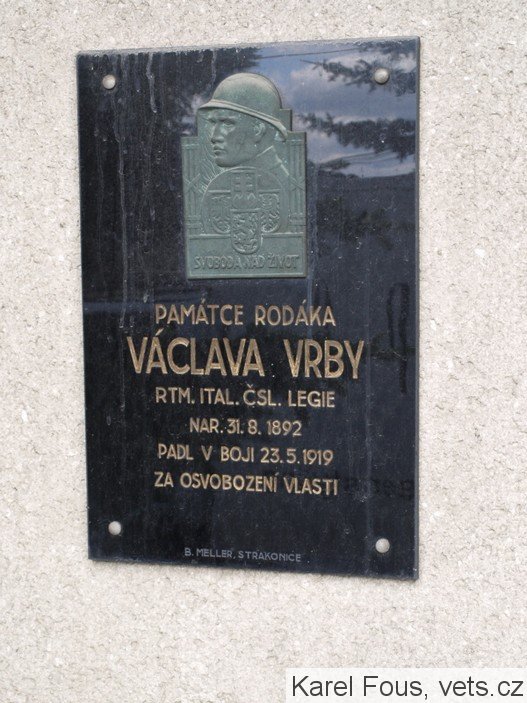 SVOBODA NAD ŽIVOT
PAMÁTCE RODÁKA
VÁCLAVA VRBY
RTM. ITAL. ČSL. LEGIE
NAR. 31. 8. 1892
PADL V BOJI 23. 5. 1919
ZA OSVOBOZENÍ VLASTI
B. MELLER, STRAKONICE
Karel Fous, vets.cz